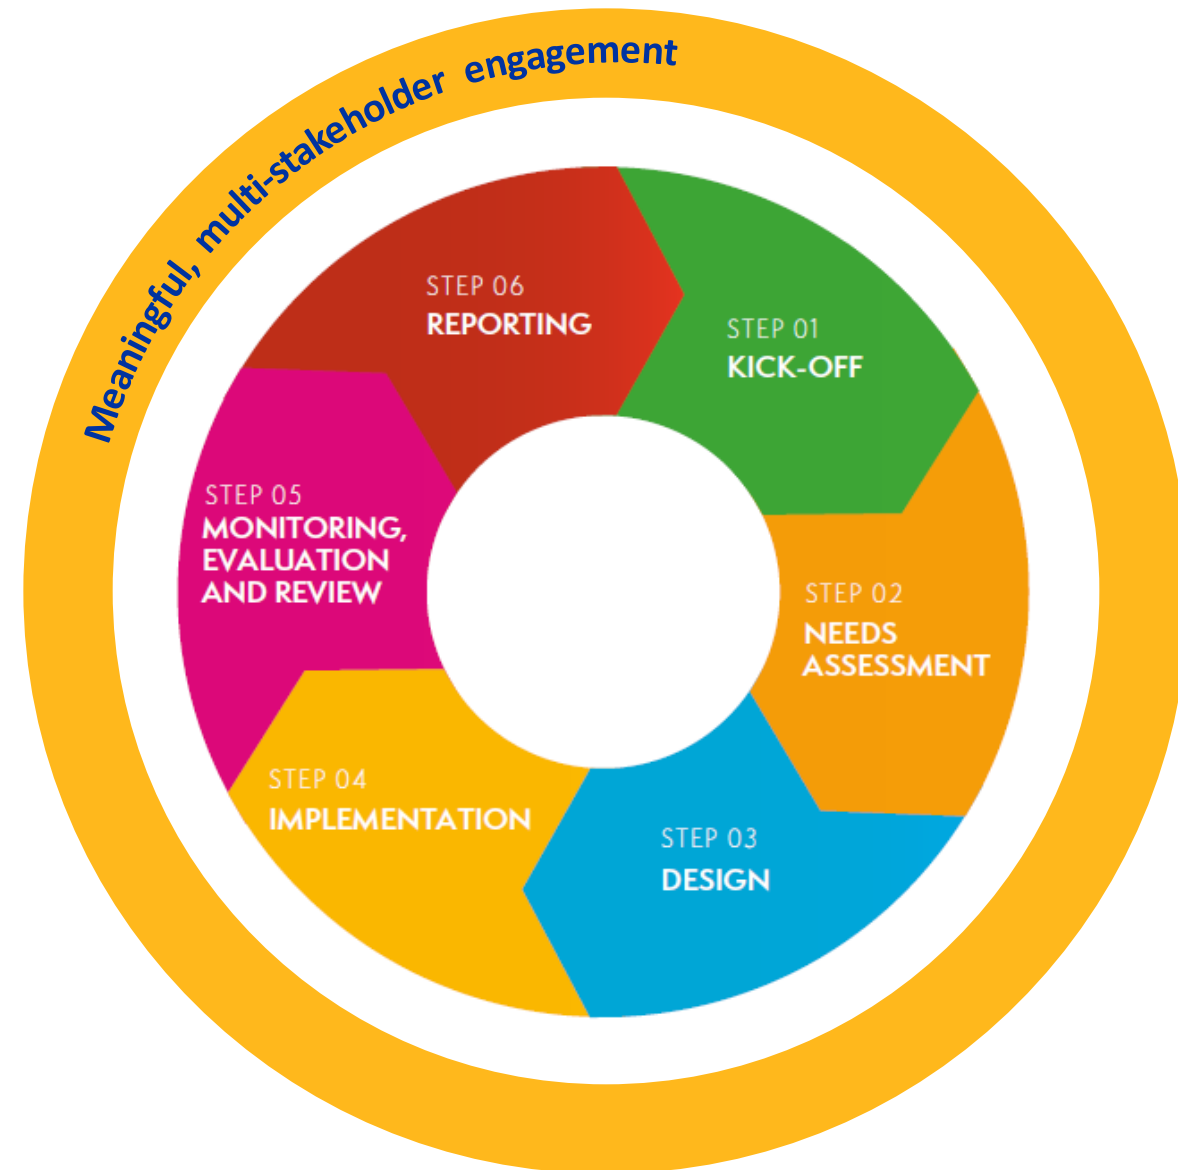 Meaningful, multi-stakeholder engagement
STEP 01
KICK-OFF
STEP 02
NEEDS
ASSESSMENT
STEP 03
DESIGN
STEP 04
IMPLEMENTATION
STEP 05
MONITORING,
EVALUATION
AND REVIEW
STEP 06
REPORTING